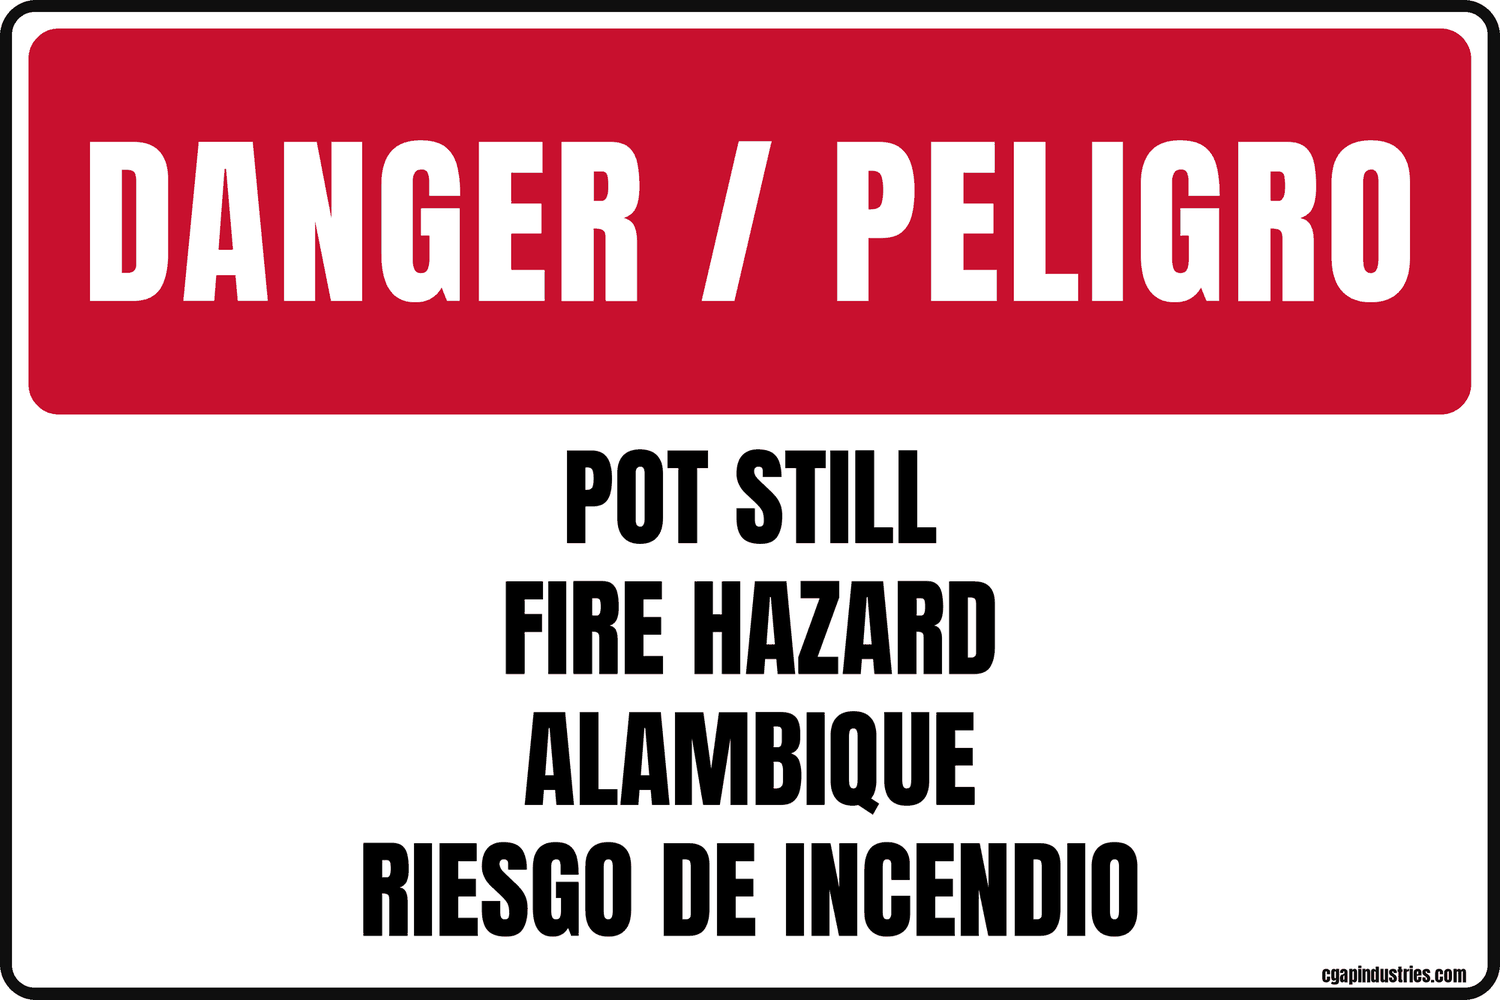 DANGER / PELIGRO
POT STILL
FIRE HAZARD
ALAMBIQUE
RIESGO DE INCENDIO
cgapindustries.com